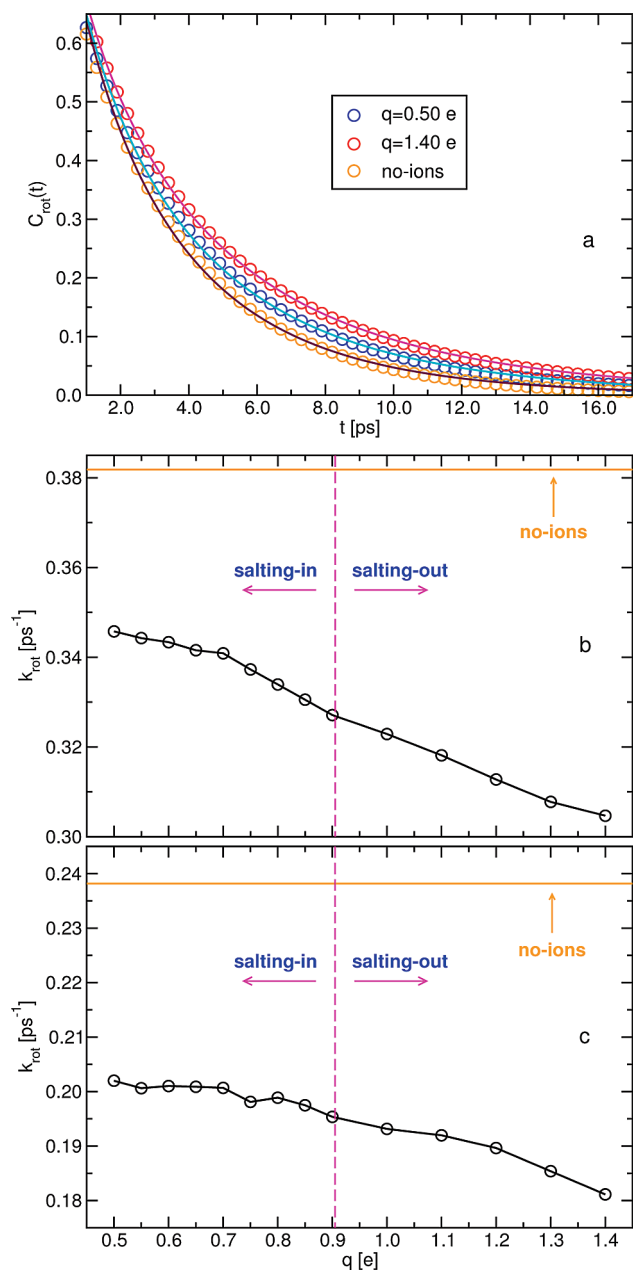 0.6
0.5
0.4
0.3
0.2
0.1
0.0
C_rot(t)
q=0.50 e
q=1.40 e
no-ions
a
2.0 4.0 6.0 8.0 10.0 12.0 14.0 16.0
t [ps]
0.38
0.36
0.34
0.32
0.30
k_rot [ps⁻¹]
no-ions
salting-in salting-out
b
0.24
0.23
0.22
0.21
0.20
0.19
0.18
k_rot [ps⁻¹]
no-ions
salting-in salting-out
c
0.5 0.6 0.7 0.8 0.9 1.0 1.1 1.2 1.3 1.4
q [e]